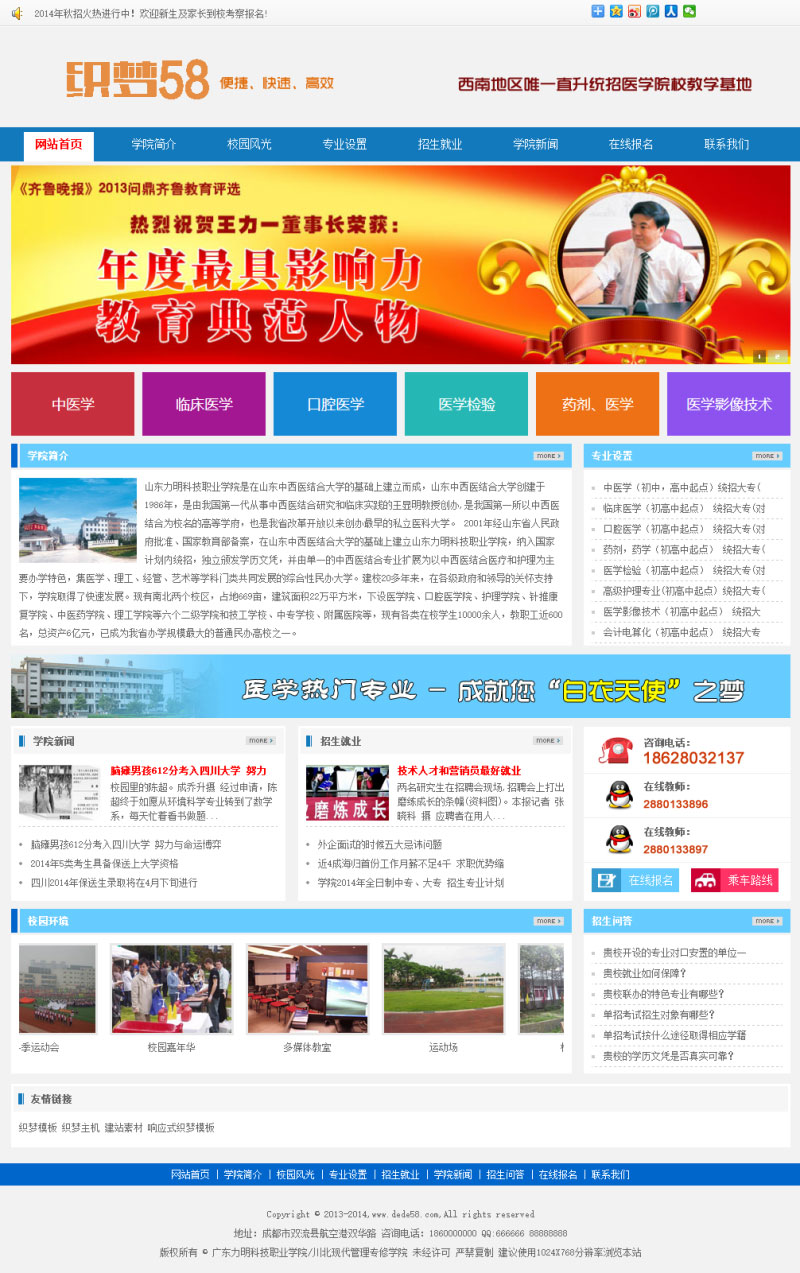 2014年秋招火热进行中！欢迎新生及家长到校考察报名!
织梦58 便捷、快速、高效
西南地区唯一直升统招医学院校教学基地
网站首页 学院简介 校园风光 专业设置 招生就业 学院新闻 在线报名 联系我们
《齐鲁晚报》2013问鼎齐鲁教育评选
热烈祝贺王力一董事长荣获：
年度最具影响力
教育典范人物
中医学 临床医学 口腔医学 医学检验 药剂、医学 医学影像技术
学院简介 MORE
山东力明科技职业学院是在山东中西医结合大学的基础上建立而成，山东中西医结合大学创建于
1986年，是由我国第一代从事中西医结合研究和临床实践的王显明教授创办，是我国第一所以中西医
结合为校名的高等学府，也是我省改革开放以来创办最早的私立医科大学。 2001年经山东省人民政
府批准、国家教育部备案，在山东中西医结合大学的基础上建立山东力明科技职业学院，纳入国家
计划内统招，独立颁发学历文凭，并由单一的中西医结合专业扩展为以中西医结合医疗和护理为主
要办学特色，集医学、理工、经管、艺术等学科门类共同发展的综合性民办大学。建校20多年来，在各级政府和领导的关怀支持
下，学院取得了快速发展。现有南北两个校区，占地669亩，建筑面积22万平方米，下设医学院、口腔医学院、护理学院、针推康
复学院、中医药学院、理工学院等六个二级学院和技工学校、中专学校、附属医院等，现有各类在校学生10000余人，教职工近600
名，总资产6亿元，已成为我省办学规模最大的普通民办高校之一。
专业设置 MORE
中医学（初中，高中起点）统招大专(
临床医学（初高中起点） 统招大专(对
口腔医学（初高中起点） 统招大专(对
药剂，药学（初高中起点） 统招大专(
医学检验（初高中起点） 统招大专(对
高级护理专业(初高中起点）统招大专(
医学影像技术（初高中起点） 统招大
会计电算化（初高中起点） 统招大专
医学热门专业 - 成就您“白衣天使”之梦
学院新闻 MORE
脑瘫男孩612分考入四川大学 努力
校园里的陈超。成乔升摄 经过申请，陈
超终于如愿从环境科学专业转到了数学
系，每天忙着看书做题...
脑瘫男孩612分考入四川大学 努力与命运博弈
2014年5类考生具备保送上大学资格
四川2014年保送生录取将在4月下旬进行
招生就业 MORE
磨炼成长
技术人才和营销员最好就业
两名研究生在招聘会现场.招聘会上打出
磨练成长的条幅(资料图)。本报记者 张
晓科 摄 应聘者在用人...
外企面试的时候五大是讳问题
近4成海归首份工作月薪不足4千 求职优势缩
学院2014年全日制中专、大专 招生专业计划
咨询电话：
18628032137
在线教师：
2880133896
在线教师：
2880133897
在线报名 乘车路线
校园环境 MORE
季运动会 校园嘉年华 多媒体教室 运动场
招生问答 MORE
贵校开设的专业对口安置的单位一
贵校就业如何保障？
贵校联办的特色专业有哪些？
单招考试招生对象有哪些？
单招考试按什么途径取得相应学籍
贵校的学历文凭是否真实可靠？
友情链接
织梦模板 织梦主机 建站素材 响应式织梦模板
网站首页 | 学院简介 | 校园风光 | 专业设置 | 招生就业 | 学院新闻 | 招生问答 | 在线报名 | 联系我们
Copyright © 2013-2014,www.dede58.com,All rights reserved
地址：成都市双流县航空港双华路 咨询电话：1860000000 QQ:666666 88888888
版权所有 © 广东力明科技职业学院/川北现代管理专修学院 未经许可 严禁复制 建议使用1024X768分辨率浏览本站